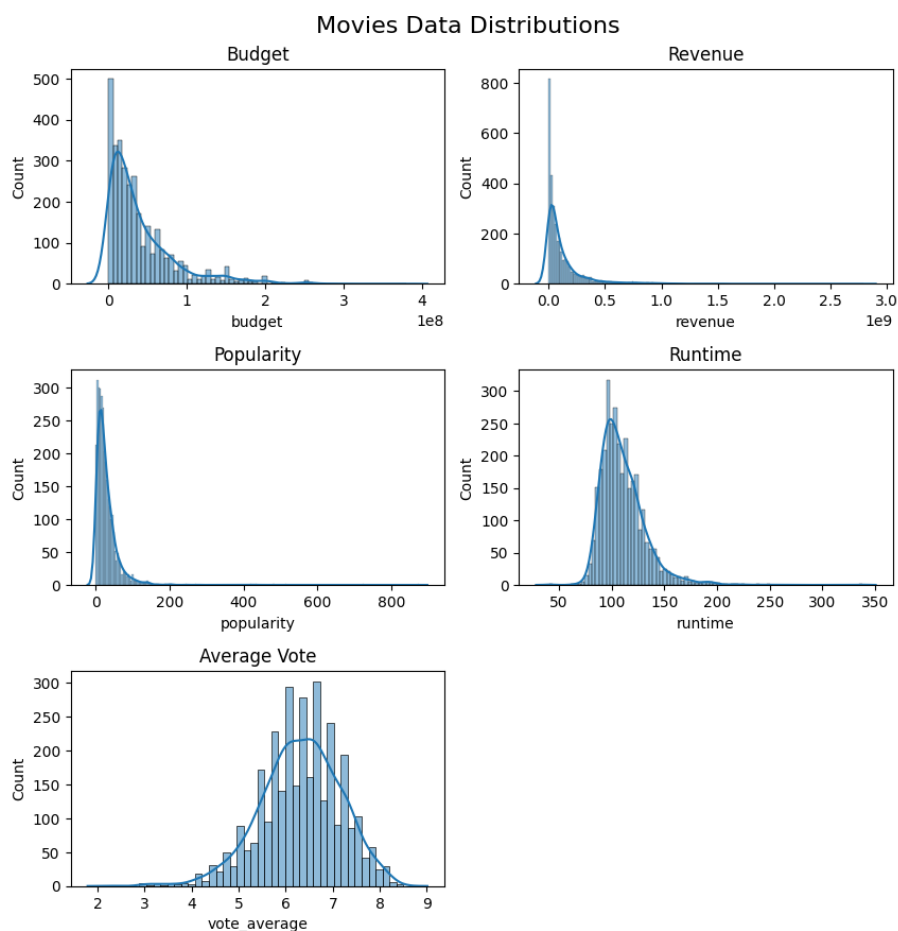 Movies Data Distributions
Budget
Count
500
400
300
200
100
0
0 1 2 3 4
1e8
budget
Revenue
Count
800
600
400
200
0
0.0 0.5 1.0 1.5 2.0 2.5 3.0
1e9
revenue
Popularity
Count
300
250
200
150
100
50
0
0 200 400 600 800
popularity
Runtime
Count
300
250
200
150
100
50
0
50 100 150 200 250 300 350
runtime
Average Vote
Count
300
250
200
150
100
50
0
2 3 4 5 6 7 8 9
vote_average